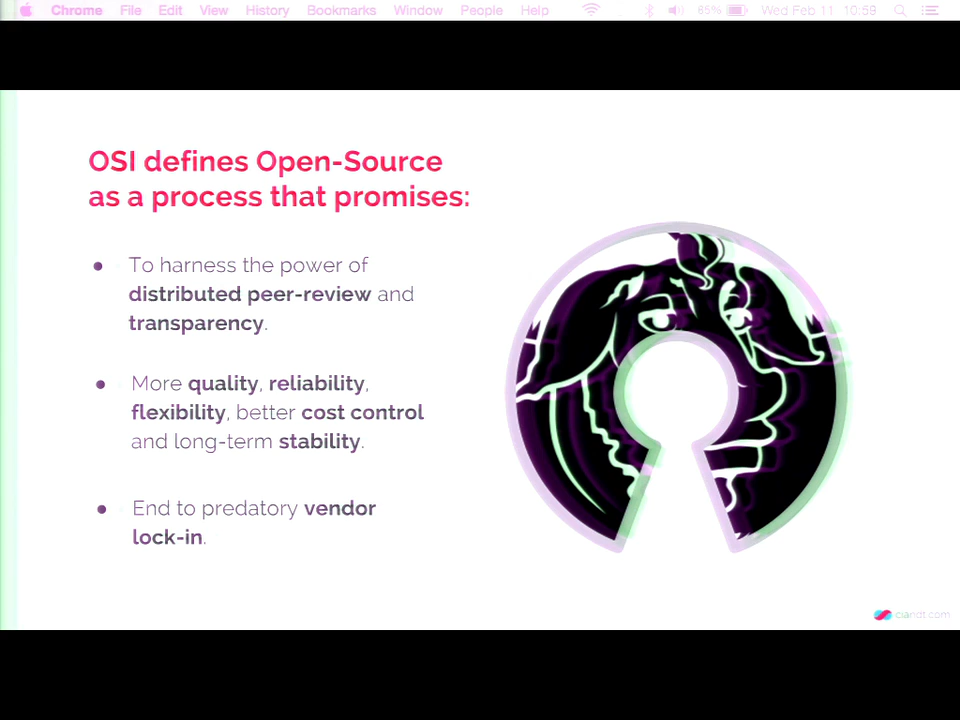 Chrome File Edit View History Bookmarks Window People Help 85% Wed Feb 11 10:59
OSI defines Open-Source
as a process that promises:
● To harness the power of
distributed peer-review and
transparency.
● More quality, reliability,
flexibility, better cost control
and long-term stability.
● End to predatory vendor
lock-in.
ciandt.com